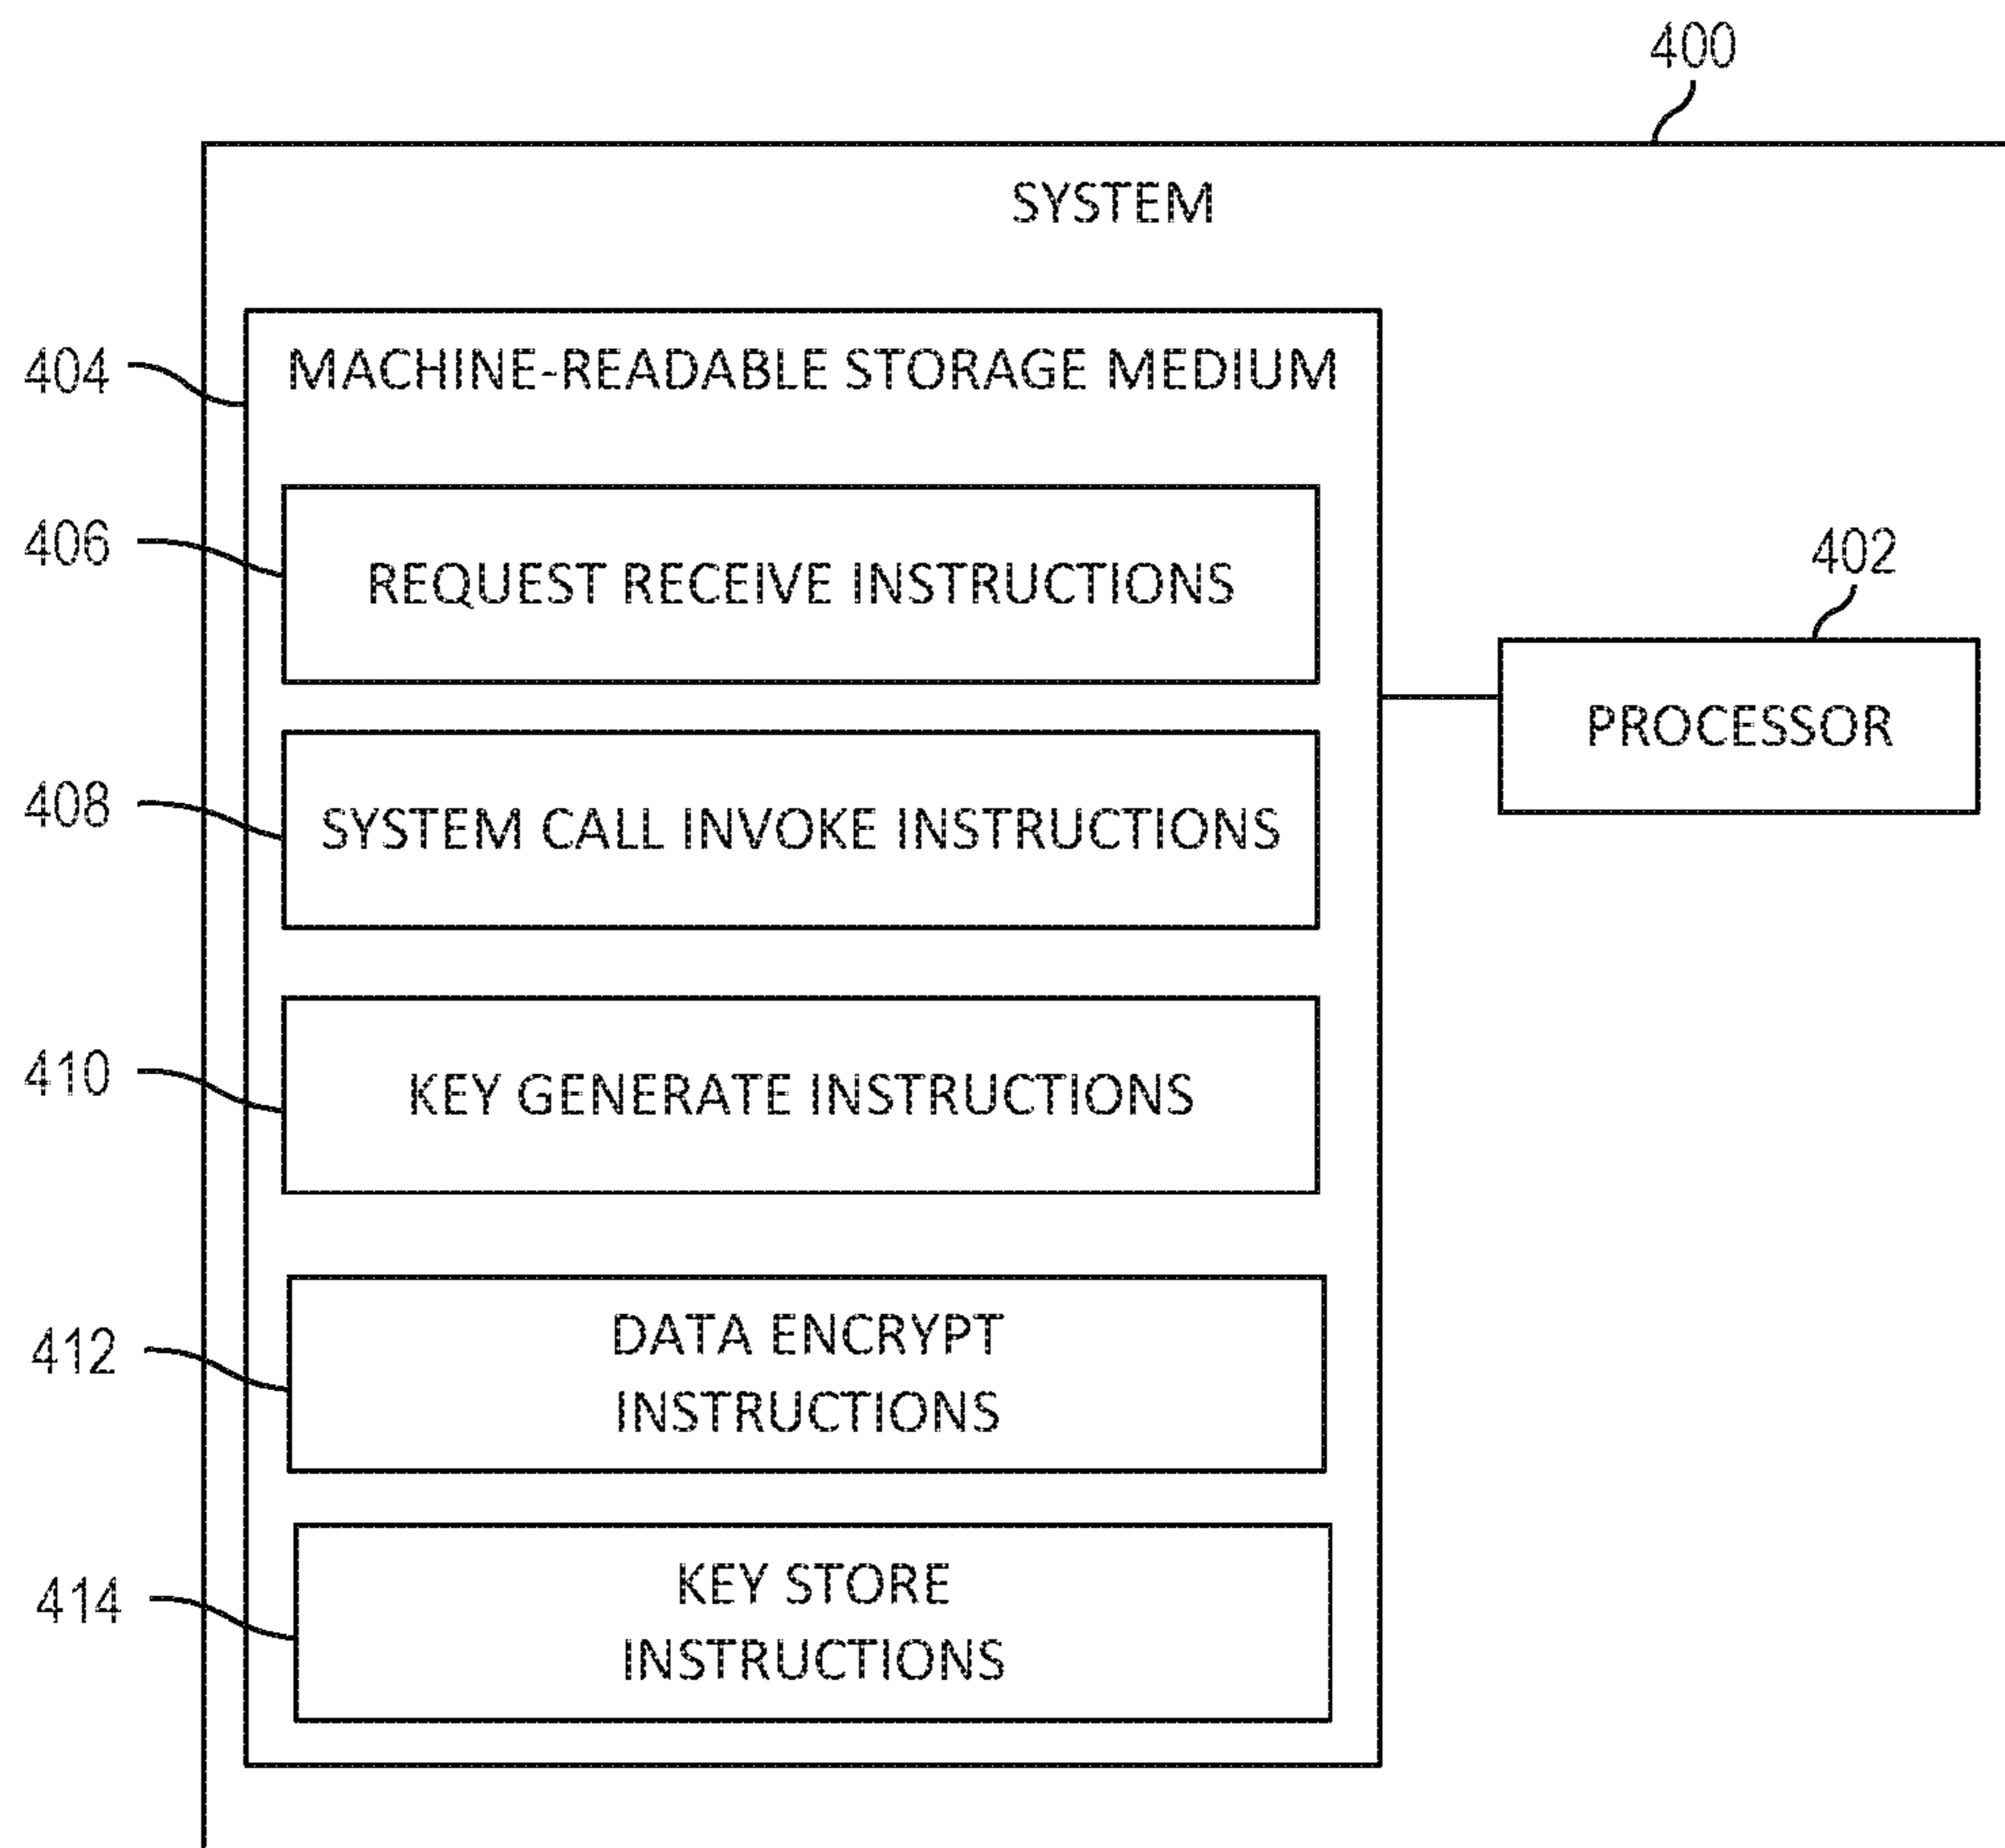 400
SYSTEM
404
MACHINE-READABLE STORAGE MEDIUM
406
REQUEST RECEIVE INSTRUCTIONS
402
PROCESSOR
408
SYSTEM CALL INVOKE INSTRUCTIONS
410
KEY GENERATE INSTRUCTIONS
412
DATA ENCRYPT
INSTRUCTIONS
414
KEY STORE
INSTRUCTIONS